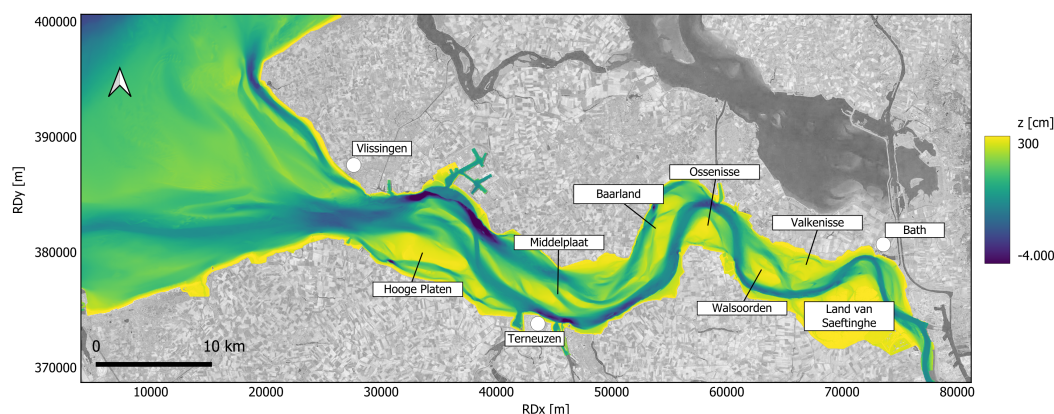 400000
390000
380000
370000
RDy [m]
Vlissingen
Ossenisse
Baarland
Valkenisse
Bath
Middelplaat
Hooge Platen
Walsoorden
Land van
Saeftinghe
Terneuzen
0 10 km
z [cm]
300
-4.000
10000 20000 30000 40000 50000 60000 70000 80000
RDx [m]